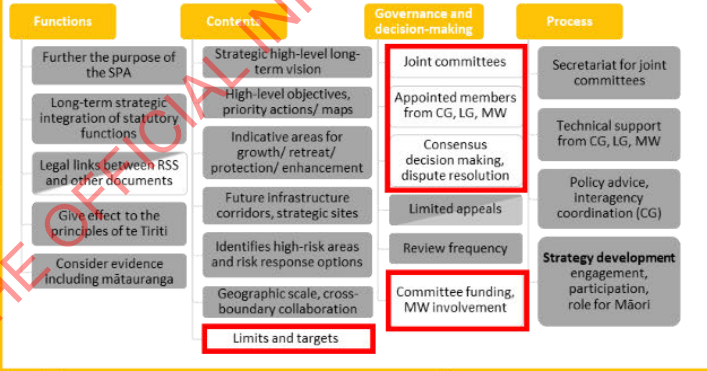 Functions
Further the purpose of
the SPA
Long-term strategic
integration of statutory
functions
Legal links between RSS
and other documents
Give effect to the
principles of te Tiriti
Consider evidence
including mātauranga
Contents
Strategic high-level long-
term vision
High-level objectives,
priority actions/ maps
Indicative areas for
growth/ retreat/
protection/ enhancement
Future infrastructure
corridors, strategic sites
Identifies high-risk areas
and risk response options
Geographic scale, cross-
boundary collaboration
Limits and targets
Governance and
decision-making
Joint committees
Appointed members
from CG, LG, MW
Consensus
decision making,
dispute resolution
Limited appeals
Review frequency
Committee funding,
MW involvement
Process
Secretariat for joint
committees
Technical support
from CG, LG, MW
Policy advice,
interagency
coordination (CG)
Strategy development
engagement,
participation,
role for Māori
THE OFFICIAL IN